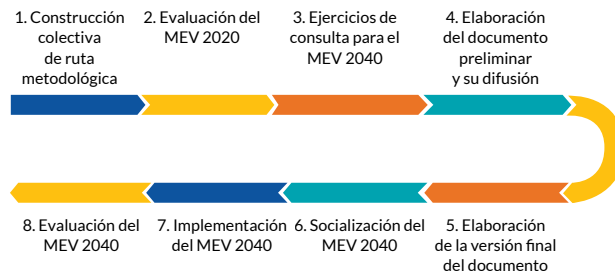 1. Construcción
colectiva
de ruta
metodológica
2. Evaluación del
MEV 2020
3. Ejercicios de
consulta para el
MEV 2040
4. Elaboración
del documento
preliminar
y su difusión
8. Evaluación del
MEV 2040
7. Implementación
del MEV 2040
6. Socialización del
MEV 2040
5. Elaboración
de la versión final
del documento